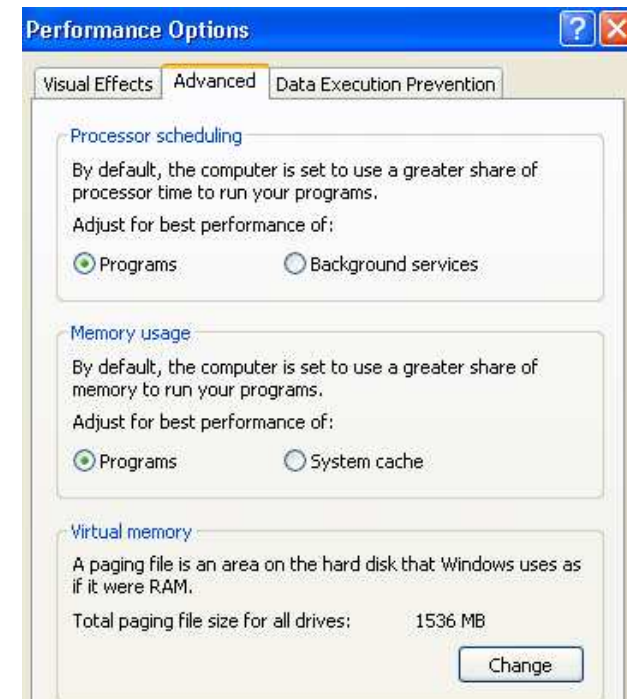 Performance Options
Visual Effects Advanced Data Execution Prevention
Processor scheduling
By default, the computer is set to use a greater share of
processor time to run your programs.
Adjust for best performance of:
Programs Background services
Memory usage
By default, the computer is set to use a greater share of
memory to run your programs.
Adjust for best performance of:
Programs System cache
Virtual memory
A paging file is an area on the hard disk that Windows uses as
if it were RAM.
Total paging file size for all drives: 1536 MB
Change